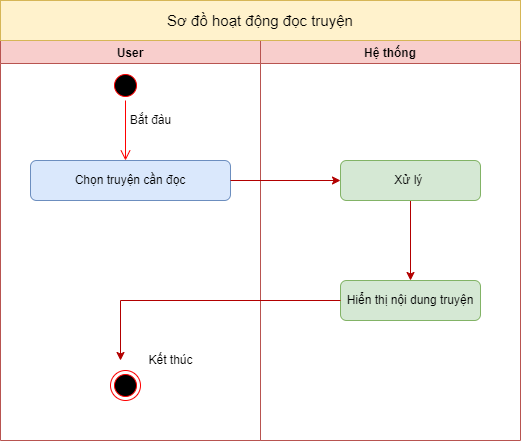 Sơ đồ hoạt động đọc truyện
User
Hệ thống
Bắt đàu
Chọn truyện cần đọc
Xử lý
Hiển thị nội dung truyện
Kết thúc